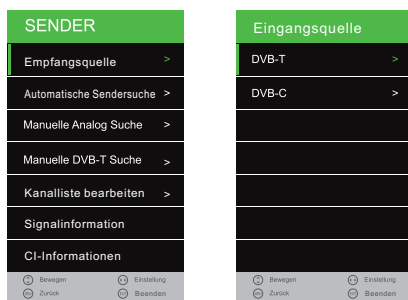 SENDER
Empfangsquelle >
Automatische Sendersuche >
Manuelle Analog Suche >
Manuelle DVB-T Suche >
Kanalliste bearbeiten >
Signalinformation
CI-Informationen
Bewegen Einstellung
Zurück Beenden
Eingangsquelle
DVB-T >
DVB-C >
Bewegen Einstellung
Zurück Beenden